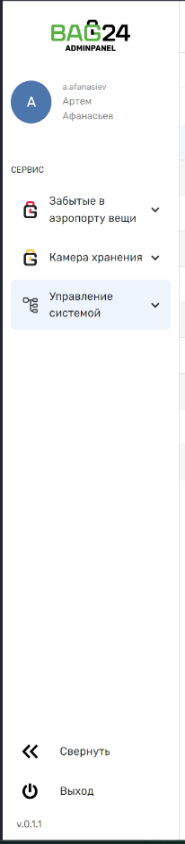 BAG24
ADMINPANEL
A
a.afanasiev
Артем
Афанасьев
СЕРВИС
Забытые в
аэропорту вещи
Камера хранения
Управление
системой
Свернуть
Выход
v.0.1.1